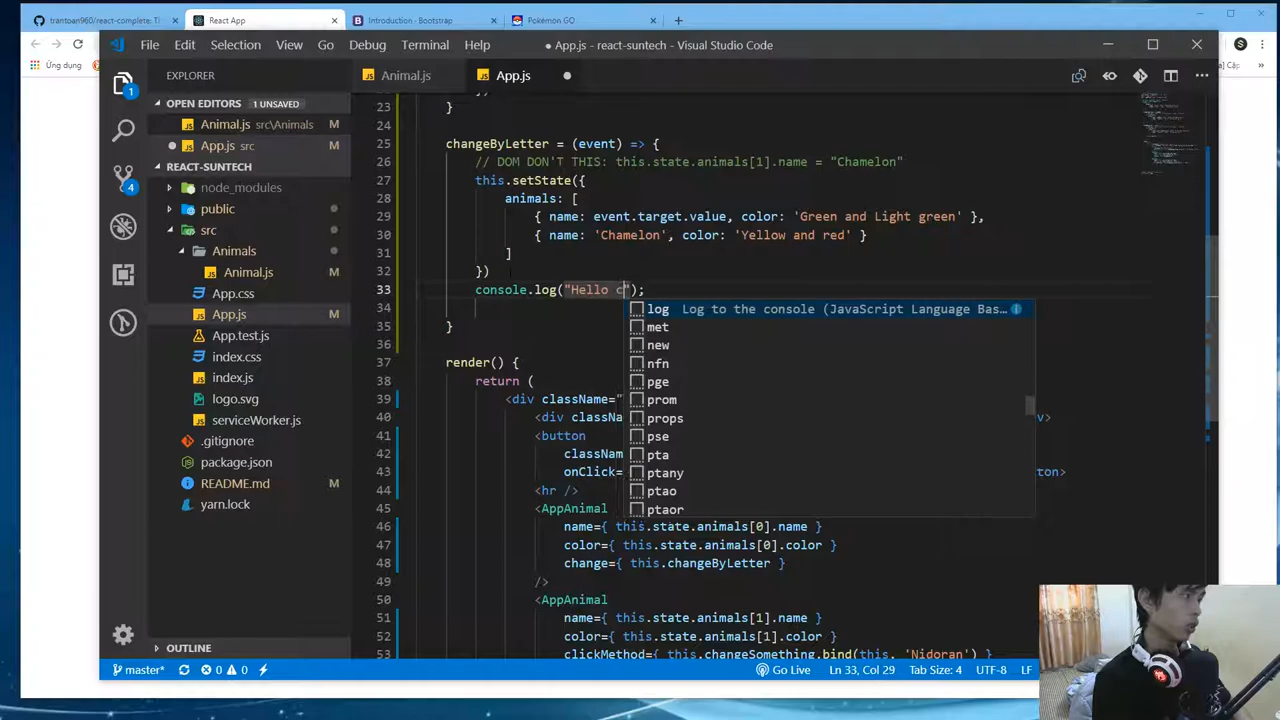 trantoan960/react-complete: Tl
React App
Introduction · Bootstrap
Pokémon GO
Ứng dụng
File Edit Selection View Go Debug Terminal Help
● App.js - react-suntech - Visual Studio Code
EXPLORER
Animal.js
App.js
OPEN EDITORS 1 UNSAVED
Animal.js src\Animals M
App.js src M
REACT-SUNTECH
node_modules
public
src
Animals
Animal.js M
App.css
App.js M
App.test.js
index.css
index.js
logo.svg
serviceWorker.js
.gitignore
package.json
README.md M
yarn.lock
OUTLINE
1
4
23 }
24
25 changeByLetter = (event) => {
26 // DOM DON'T THIS: this.state.animals[1].name = "Chamelon"
27 this.setState({
28 animals: [
29 { name: event.target.value, color: 'Green and Light green' },
30 { name: 'Chamelon', color: 'Yellow and red' }
31 ]
32 })
33 console.log("Hello c");
34
35 }
36
37 render() {
38 return (
39 <div className="
40 <div classNa v>
41 <button
42 classNam
43 onClick= ton>
44 <hr />
45 <AppAnimal
46 name={ this.state.animals[0].name }
47 color={ this.state.animals[0].color }
48 change={ this.changeByLetter }
49 />
50 <AppAnimal
51 name={ this.state.animals[1].name }
52 color={ this.state.animals[1].color }
53 clickMethod={ this.changeSomething.bind(this, 'Nidoran') }
log Log to the console (JavaScript Language Bas…
met
new
nfn
pge
prom
props
pse
pta
ptany
ptao
ptaor
master* 0 0 Go Live Ln 33, Col 29 Tab Size: 4 UTF-8 LF